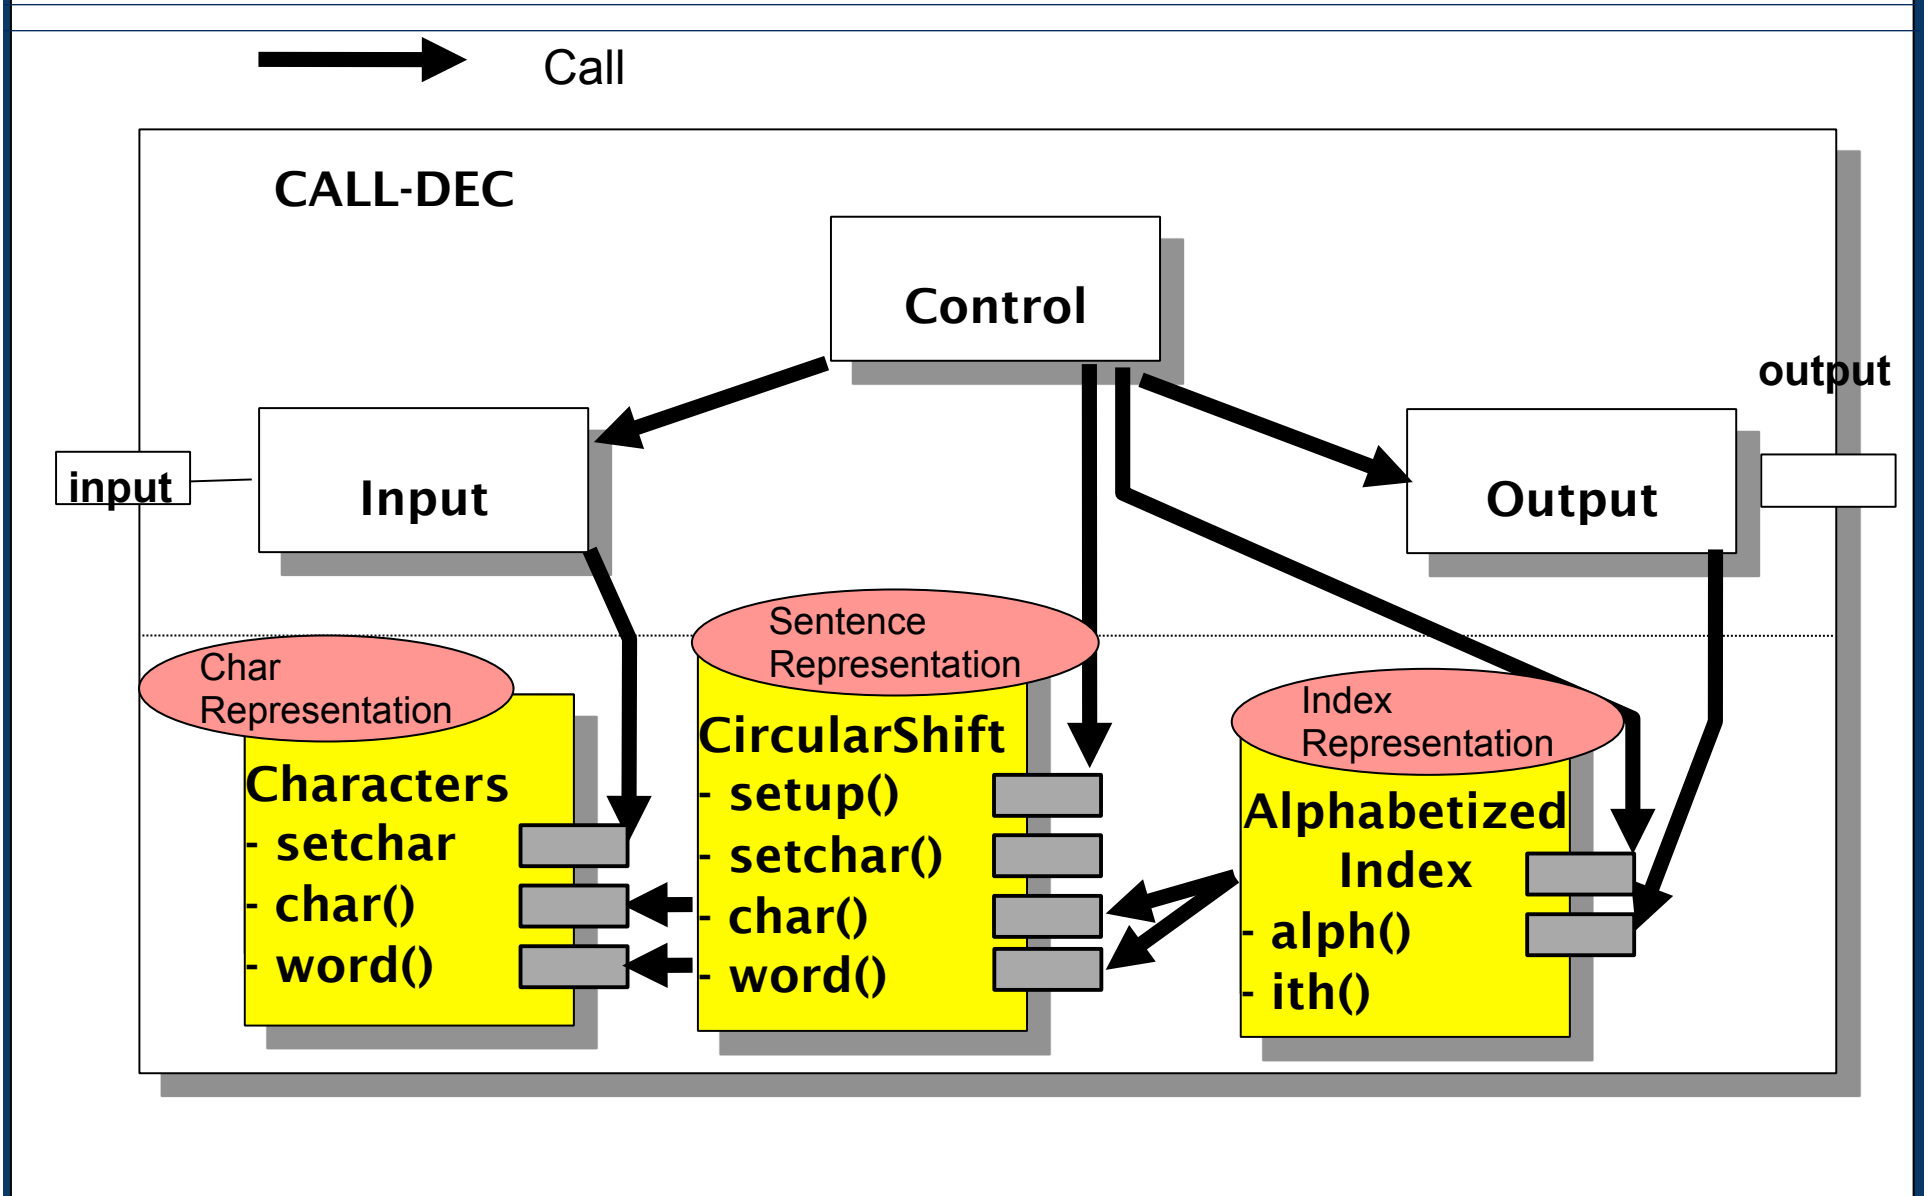 Call
CALL-DEC
Control
output
input
Input
Output
Char
Representation
Characters
- setchar
- char()
- word()
Sentence
Representation
CircularShift
- setup()
- setchar()
- char()
- word()
Index
Representation
Alphabetized
Index
- alph()
- ith()